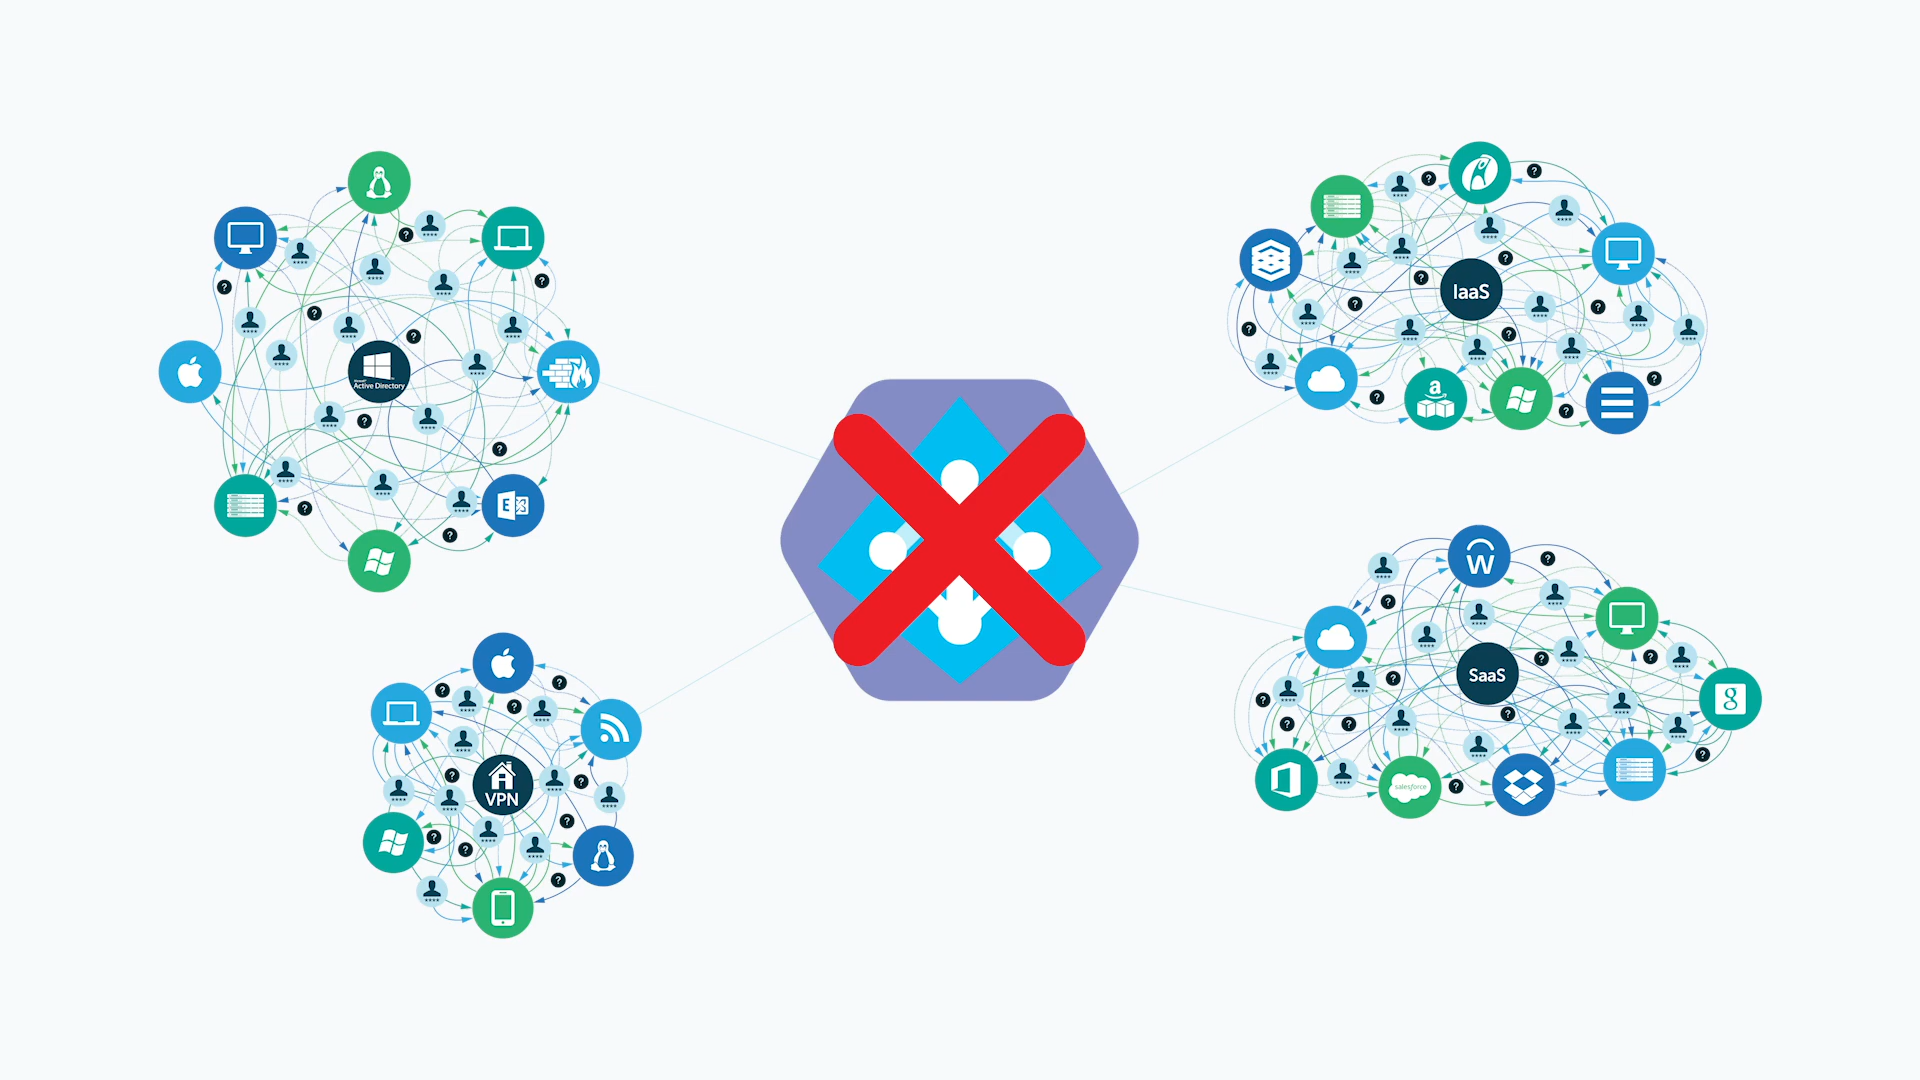 Active Directory
IaaS
a
E
W
SaaS
g
salesforce
VPN